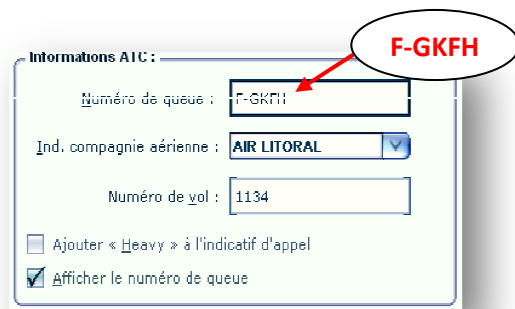 F-GKFH
Informations ATC :
Numéro de queue : F-GKFH
Ind. compagnie aérienne : AIR LITORAL
Numéro de vol : 1134
Ajouter « Heavy » à l'indicatif d'appel
Afficher le numéro de queue